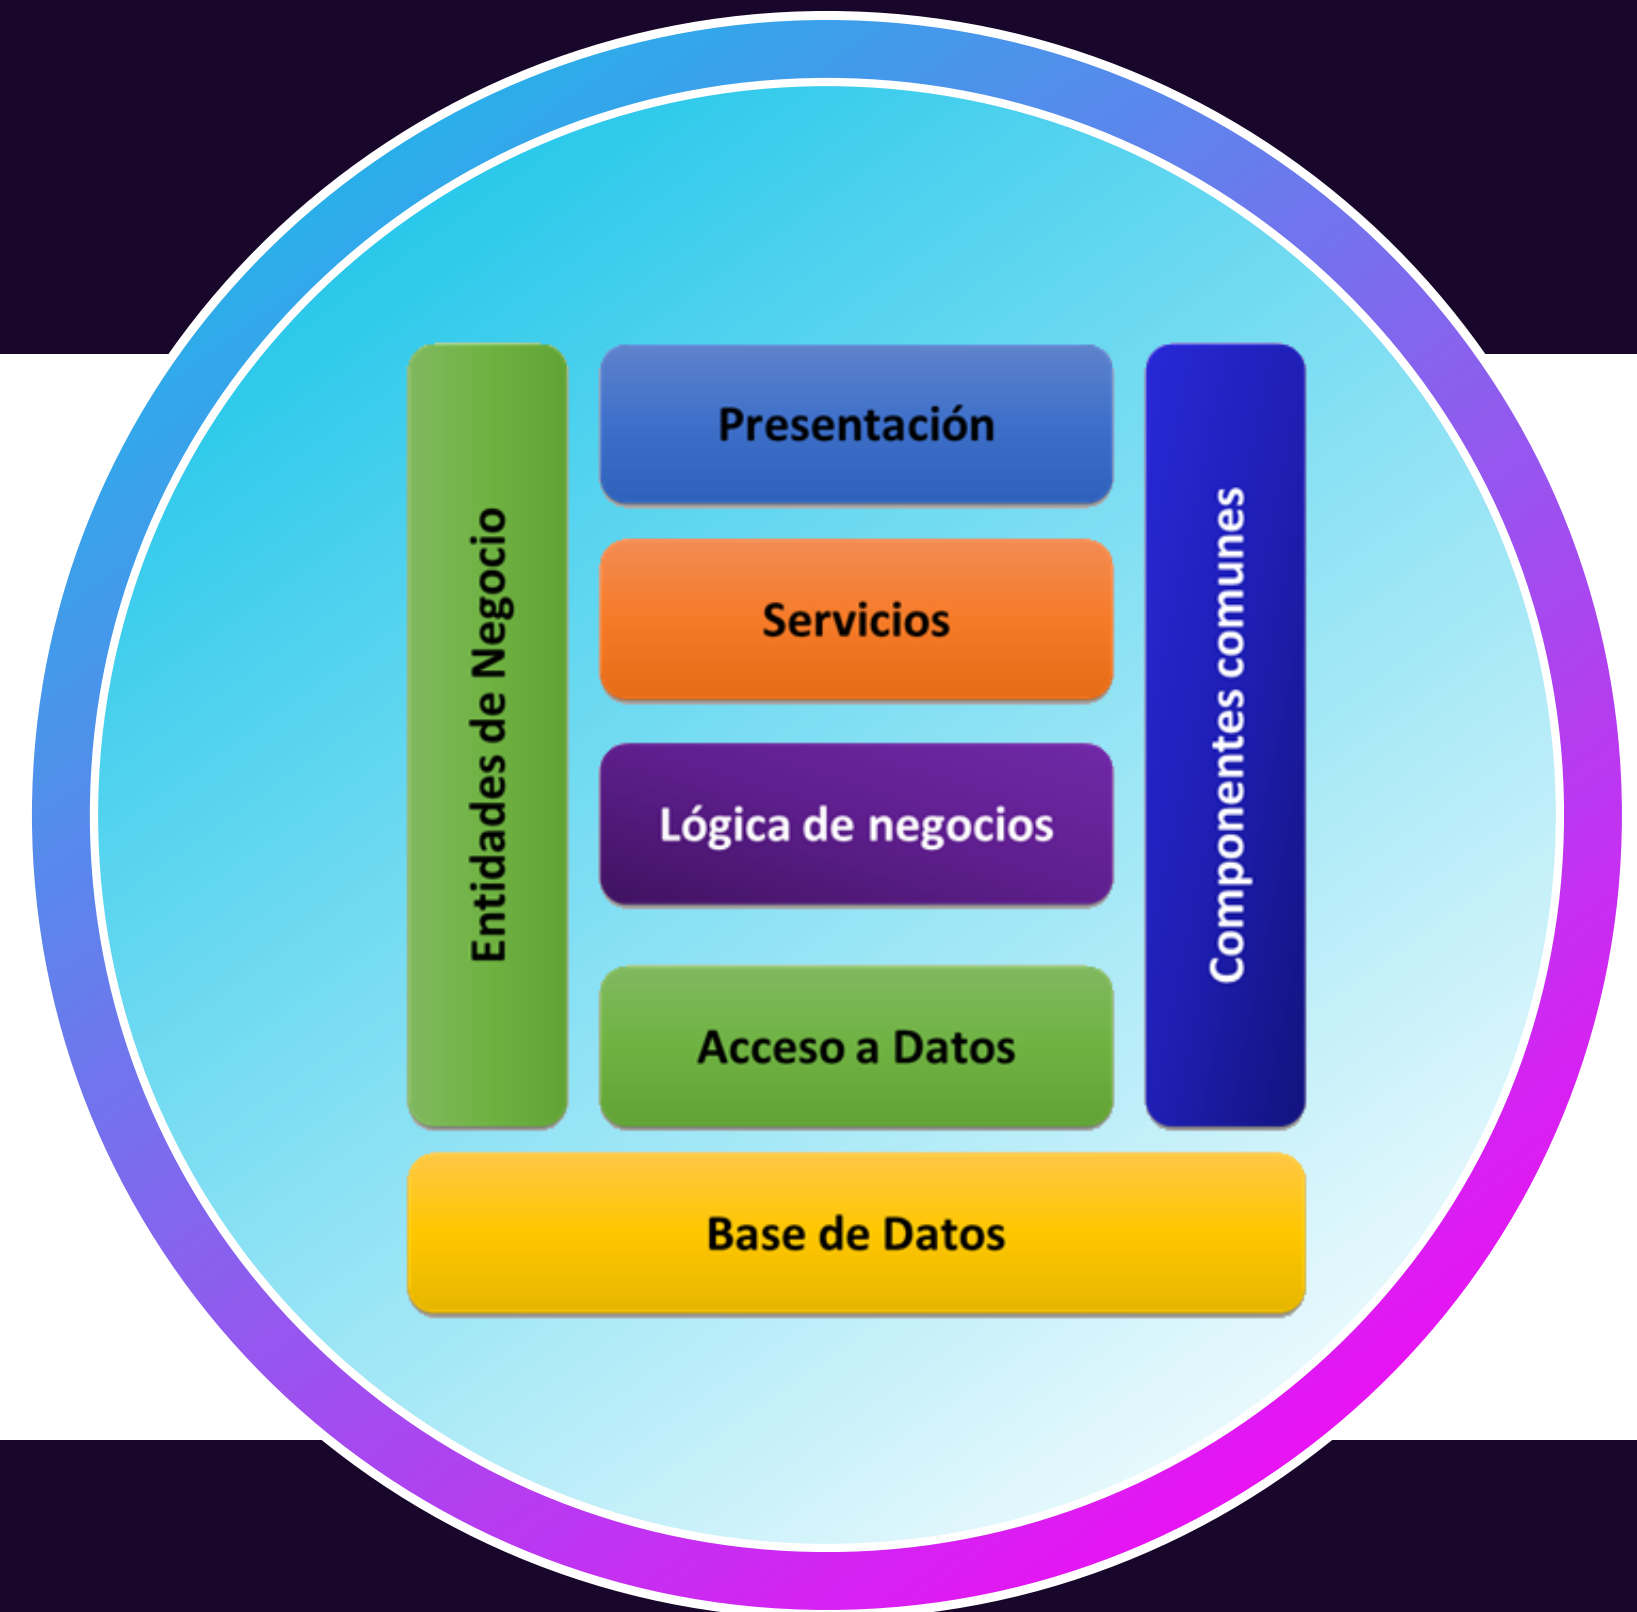 Entidades de Negocio
Presentación
Servicios
Lógica de negocios
Acceso a Datos
Componentes comunes
Base de Datos